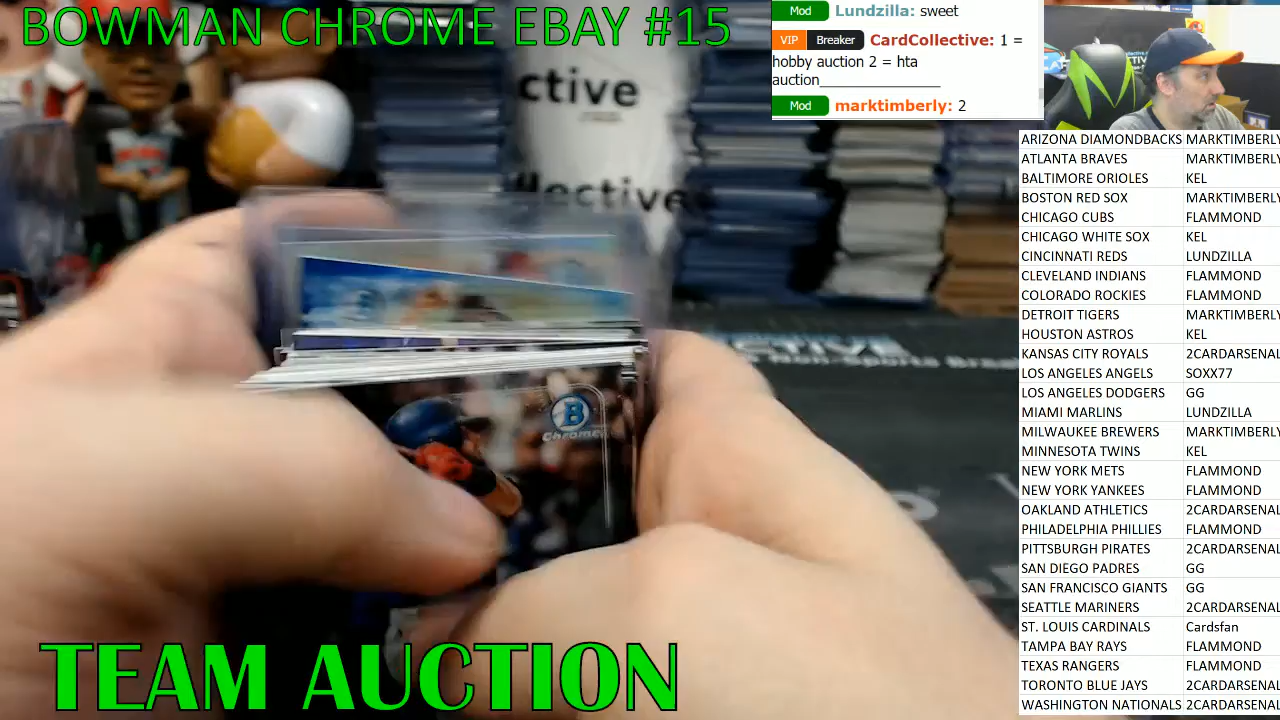 BOWMAN CHROME EBAY #15
Mod Lundzilla: sweet
VIP Breaker CardCollective: 1 =
hobby auction 2 = hta
auction_______________
Mod marktimberly: 2
ctive
llectives
B
Chrome
ARIZONA DIAMONDBACKS MARKTIMBERLY
ATLANTA BRAVES MARKTIMBERLY
BALTIMORE ORIOLES KEL
BOSTON RED SOX MARKTIMBERLY
CHICAGO CUBS FLAMMOND
CHICAGO WHITE SOX KEL
CINCINNATI REDS LUNDZILLA
CLEVELAND INDIANS FLAMMOND
COLORADO ROCKIES FLAMMOND
DETROIT TIGERS MARKTIMBERLY
HOUSTON ASTROS KEL
KANSAS CITY ROYALS 2CARDARSENAL
LOS ANGELES ANGELS SOXX77
LOS ANGELES DODGERS GG
MIAMI MARLINS LUNDZILLA
MILWAUKEE BREWERS MARKTIMBERLY
MINNESOTA TWINS KEL
NEW YORK METS FLAMMOND
NEW YORK YANKEES FLAMMOND
OAKLAND ATHLETICS 2CARDARSENAL
PHILADELPHIA PHILLIES FLAMMOND
PITTSBURGH PIRATES 2CARDARSENAL
SAN DIEGO PADRES GG
SAN FRANCISCO GIANTS GG
SEATTLE MARINERS 2CARDARSENAL
ST. LOUIS CARDINALS Cardsfan
TAMPA BAY RAYS FLAMMOND
TEXAS RANGERS FLAMMOND
TORONTO BLUE JAYS 2CARDARSENAL
WASHINGTON NATIONALS 2CARDARSENAL
TEAM AUCTION